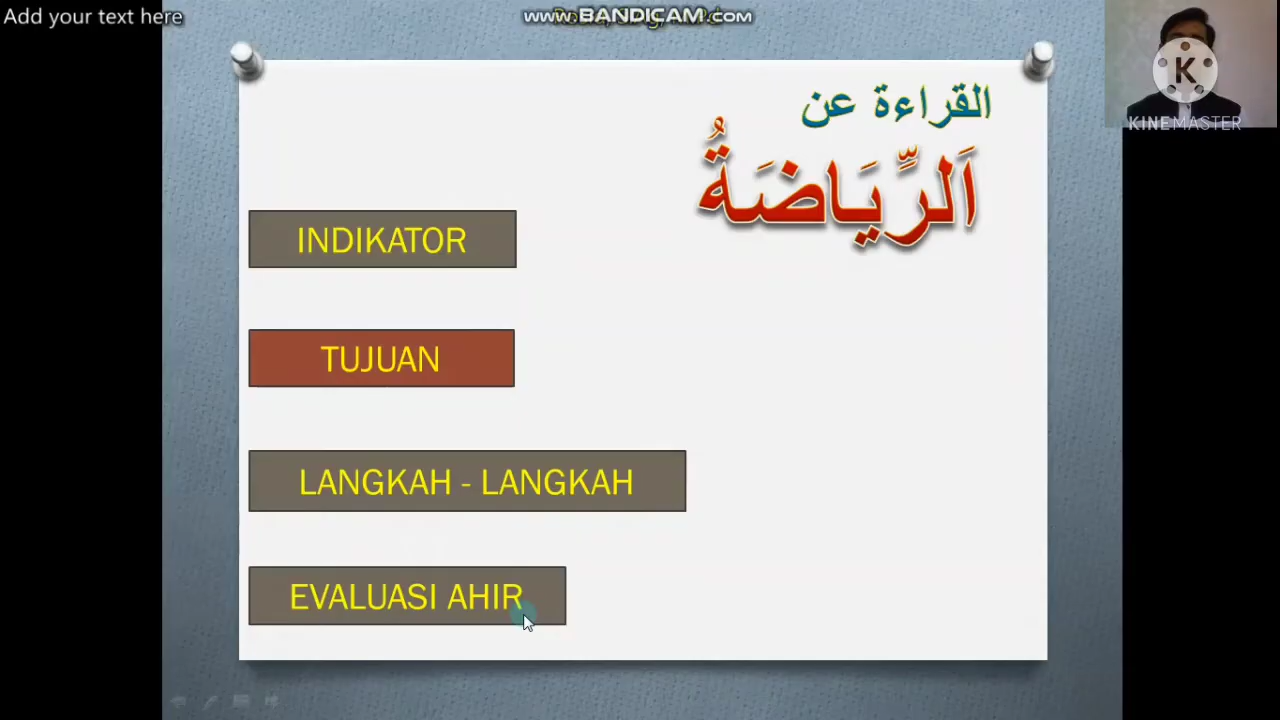 Add your text here
www.BANDICAM.com
KINEMASTER
القراءة عن
اَلرِّيَاضَةُ
INDIKATOR
TUJUAN
LANGKAH - LANGKAH
EVALUASI AHIR